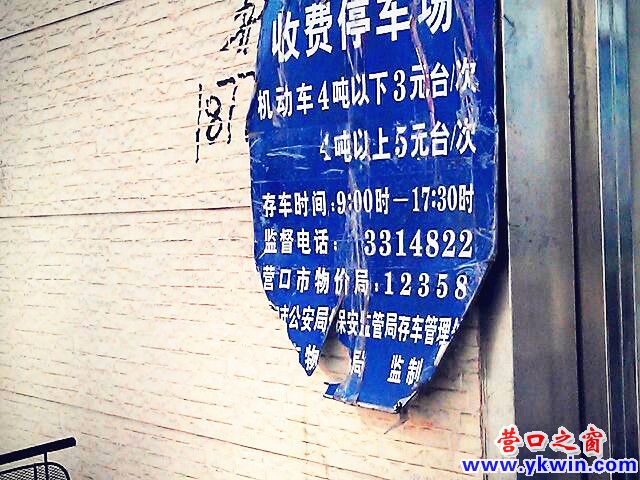 收费停车场
机动车4吨以下3元台/次
4吨以上5元台/次
存车时间:9:00时—17:30时
监督电话: 3314822
营口市物价局:12358
公安局保安监管局存车管理
物 局 监制
187
营口之窗
www.ykwin.com